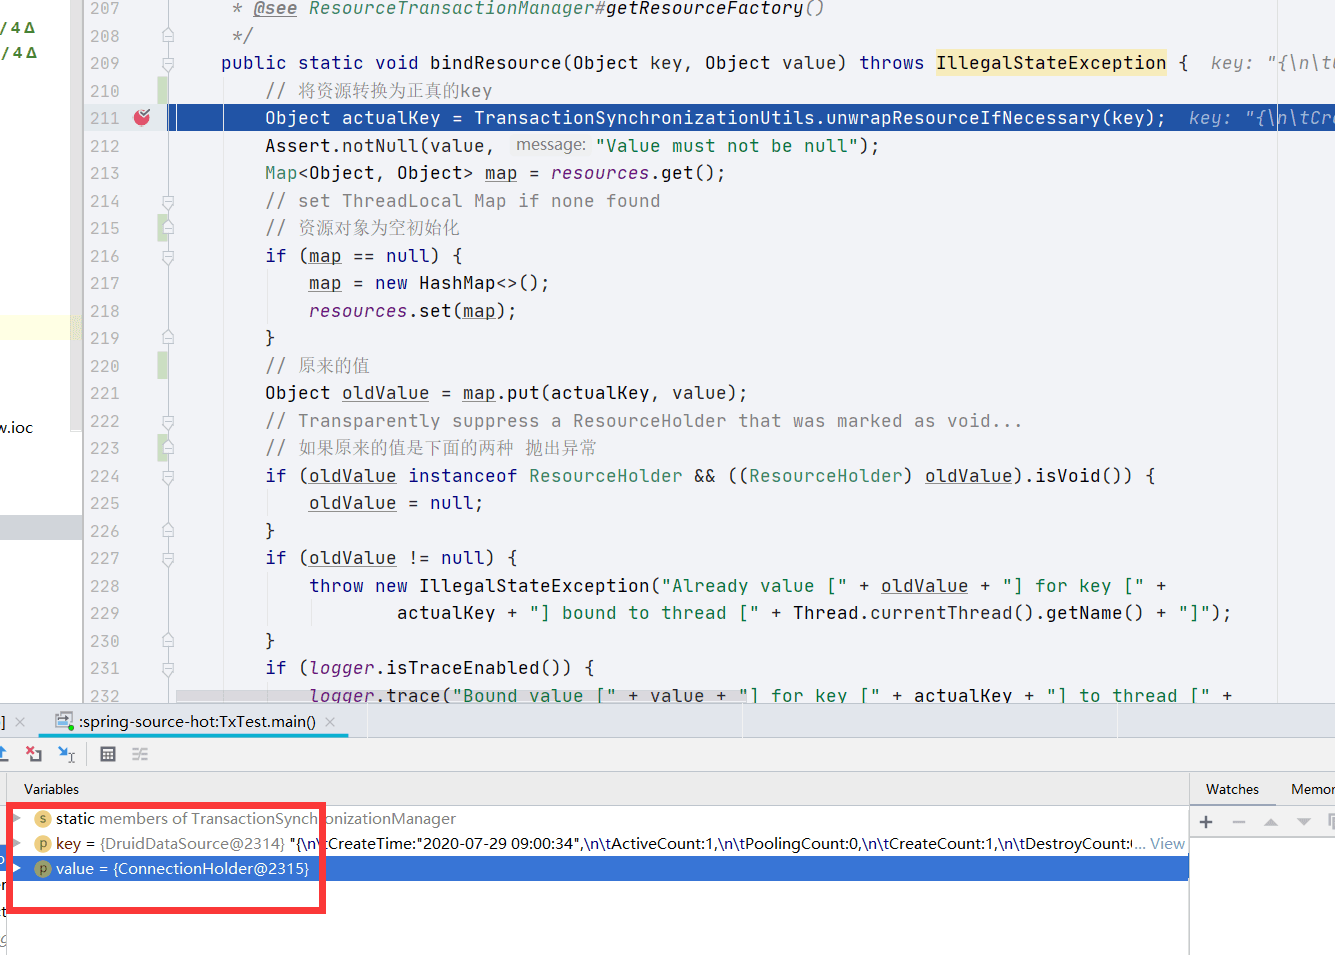 / 4 Δ
/ 4 Δ
w.ioc
207 * @see ResourceTransactionManager#getResourceFactory()
208 */
209 public static void bindResource(Object key, Object value) throws IllegalStateException { key: "{\n\t
210 // 将资源转换为正真的key
211 Object actualKey = TransactionSynchronizationUtils.unwrapResourceIfNecessary(key); key: "{\n\tCre
212 Assert.notNull(value, message: "Value must not be null");
213 Map<Object, Object> map = resources.get();
214 // set ThreadLocal Map if none found
215 // 资源对象为空初始化
216 if (map == null) {
217 map = new HashMap<>();
218 resources.set(map);
219 }
220 // 原来的值
221 Object oldValue = map.put(actualKey, value);
222 // Transparently suppress a ResourceHolder that was marked as void...
223 // 如果原来的值是下面的两种 抛出异常
224 if (oldValue instanceof ResourceHolder && ((ResourceHolder) oldValue).isVoid()) {
225 oldValue = null;
226 }
227 if (oldValue != null) {
228 throw new IllegalStateException("Already value [" + oldValue + "] for key [" +
229 actualKey + "] bound to thread [" + Thread.currentThread().getName() + "]");
230 }
231 if (logger.isTraceEnabled()) {
232 logger.trace("Bound value [" + value + "] for key [" + actualKey + "] to thread [" +
] :spring-source-hot:TxTest.main()
Variables
Watches
Memor
static members of TransactionSynchronizationManager
key = {DruidDataSource@2314} "{\n\tCreateTime:"2020-07-29 09:00:34",\n\tActiveCount:1,\n\tPoolingCount:0,\n\tCreateCount:1,\n\tDestroyCount:0... View
value = {ConnectionHolder@2315}